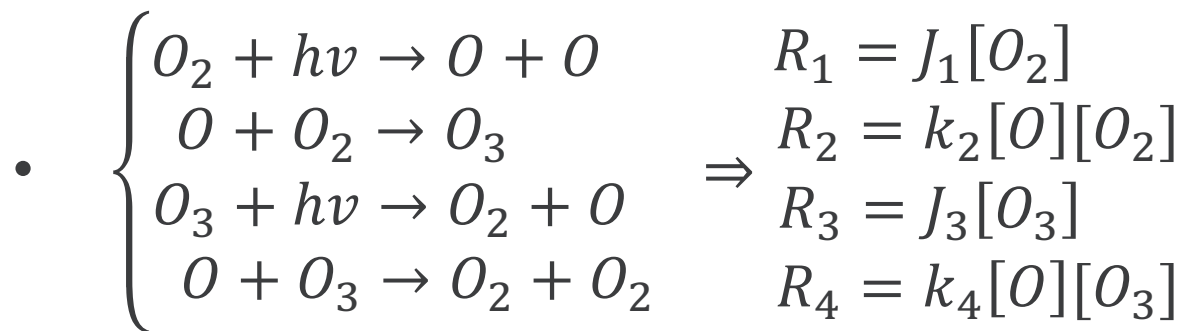 • O₂ + hv → O + O ⇒ R₁ = J₁[O₂]
O + O₂ → O₃ R₂ = k₂[O][O₂]
O₃ + hv → O₂ + O R₃ = J₃[O₃]
O + O₃ → O₂ + O₂ R₄ = k₄[O][O₃]